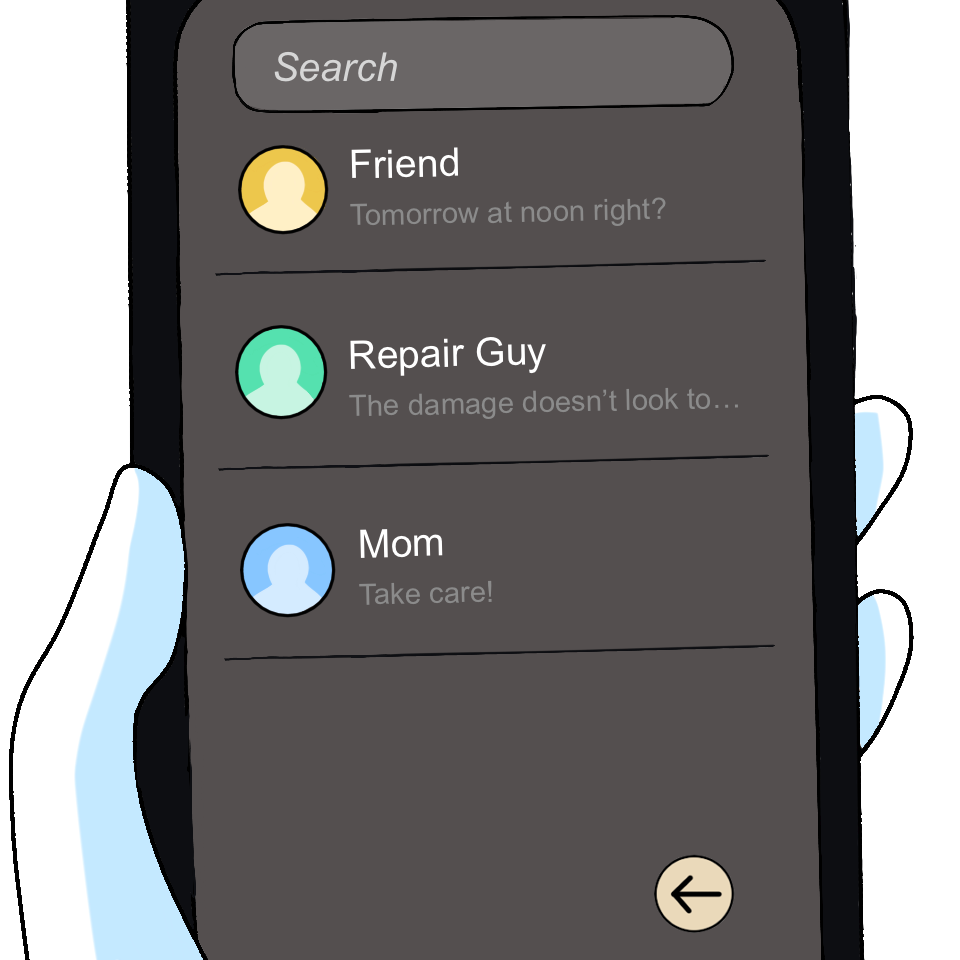 Search
Friend
Tomorrow at noon right?
Repair Guy
The damage doesn’t look to…
Mom
Take care!